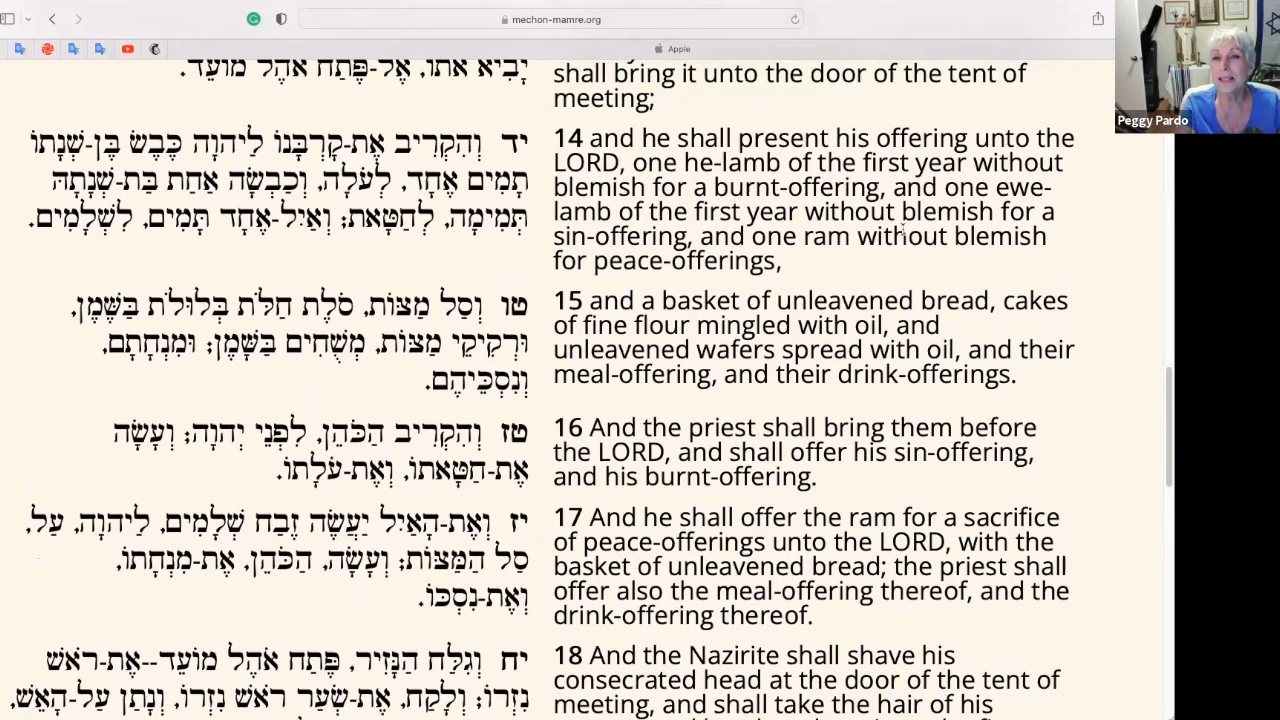 mechon-mamre.org
Apple
Peggy Pardo
יָבִיא אֹתוֹ, אֶל-פֶּתַח אֹהֶל מוֹעֵד.
shall bring it unto the door of the tent of
meeting;
יד וְהִקְרִיב אֶת-קָרְבָּנוֹ לַיהוָה כֶּבֶשׂ בֶּן-שְׁנָתוֹ
תָמִים אֶחָד, לְעֹלָה, וְכַבְשָׂה אַחַת בַּת-שְׁנָתָהּ
תְּמִימָה, לְחַטָּאת; וְאַיִל-אֶחָד תָּמִים, לִשְׁלָמִים.
14 and he shall present his offering unto the
LORD, one he-lamb of the first year without
blemish for a burnt-offering, and one ewe-
lamb of the first year without blemish for a
sin-offering, and one ram without blemish
for peace-offerings,
טו וְסַל מַצּוֹת, סֹלֶת חַלֹּת בְּלוּלֹת בַּשֶּׁמֶן,
וּרְקִיקֵי מַצּוֹת, מְשֻׁחִים בַּשָּׁמֶן; וּמִנְחָתָם,
וְנִסְכֵּיהֶם.
15 and a basket of unleavened bread, cakes
of fine flour mingled with oil, and
unleavened wafers spread with oil, and their
meal-offering, and their drink-offerings.
טז וְהִקְרִיב הַכֹּהֵן, לִפְנֵי יְהוָה; וְעָשָׂה
אֶת-חַטָּאתוֹ, וְאֶת-עֹלָתוֹ.
16 And the priest shall bring them before
the LORD, and shall offer his sin-offering,
and his burnt-offering.
יז וְאֶת-הָאַיִל יַעֲשֶׂה זֶבַח שְׁלָמִים, לַיהוָה, עַל,
סַל הַמַּצּוֹת; וְעָשָׂה, הַכֹּהֵן, אֶת-מִנְחָתוֹ,
וְאֶת-נִסְכּוֹ.
17 And he shall offer the ram for a sacrifice
of peace-offerings unto the LORD, with the
basket of unleavened bread; the priest shall
offer also the meal-offering thereof, and the
drink-offering thereof.
יח וְגִלַּח הַנָּזִיר, פֶּתַח אֹהֶל מוֹעֵד--אֶת-רֹאשׁ
נִזְרוֹ; וְלָקַח, אֶת-שְׂעַר רֹאשׁ נִזְרוֹ, וְנָתַן עַל-הָאֵשׁ,
18 And the Nazirite shall shave his
consecrated head at the door of the tent of
meeting, and shall take the hair of his